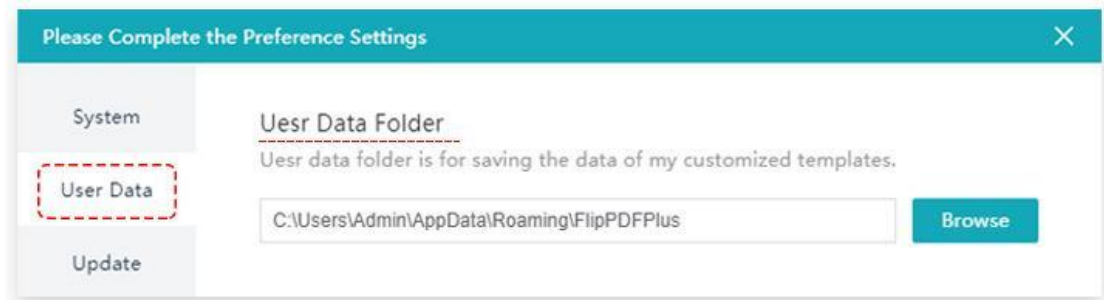 Please Complete the Preference Settings
System
User Data
Update
Uesr Data Folder
Uesr data folder is for saving the data of my customized templates.
C:\Users\Admin\AppData\Roaming\FlipPDFPlus
Browse